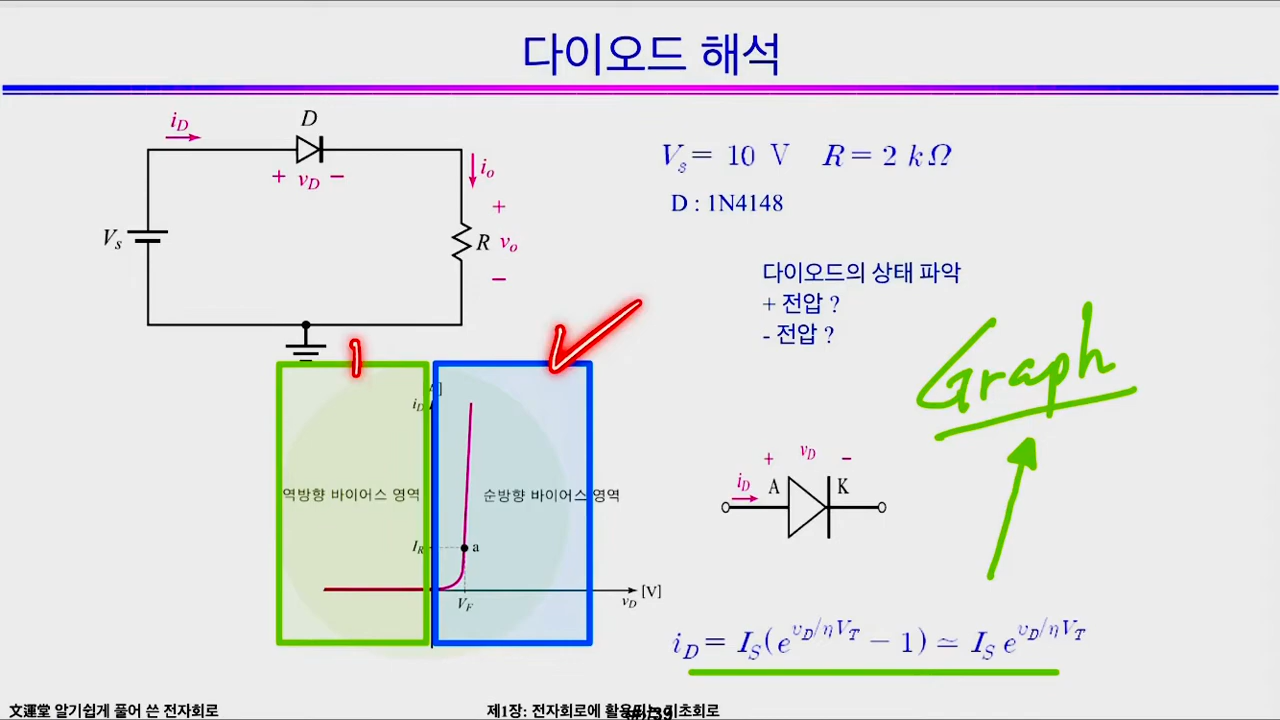 다이오드 해석
i_D
D
+ v_D −
i_o
V_s
+
R v_o
−
V_s = 10 V R = 2 kΩ
D : 1N4148
다이오드의 상태 파악
+ 전압 ?
- 전압 ?
Graph
A]
i_D
역방향 바이어스 영역
순방향 바이어스 영역
I_R
a
V_F
v_D
[V]
+ v_D −
i_D
A
K
i_D = I_S(e^{v_D/ηV_T} − 1) ≃ I_S e^{v_D/ηV_T}
文運堂 알기쉽게 풀어 쓴 전자회로
제1장: 전자회로에 활용되는 기초회로